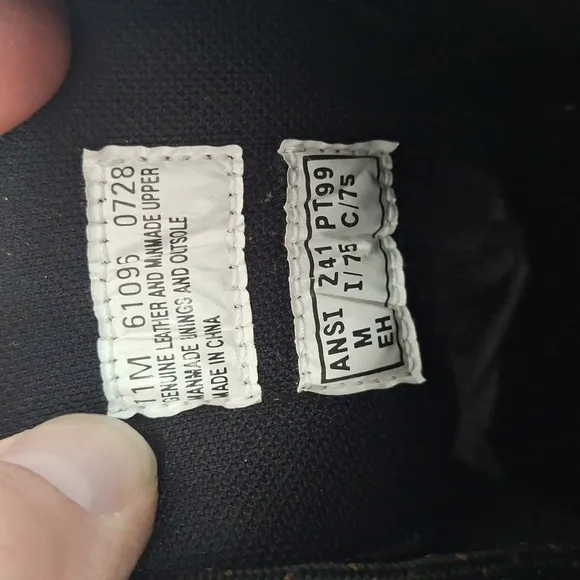 11M 61096 0728
GENUINE LEATHER AND MANMADE UPPER
MANMADE LININGS AND OUTSOLE
MADE IN CHINA
ANSI Z41 PT99
M I/75 C/75
EH